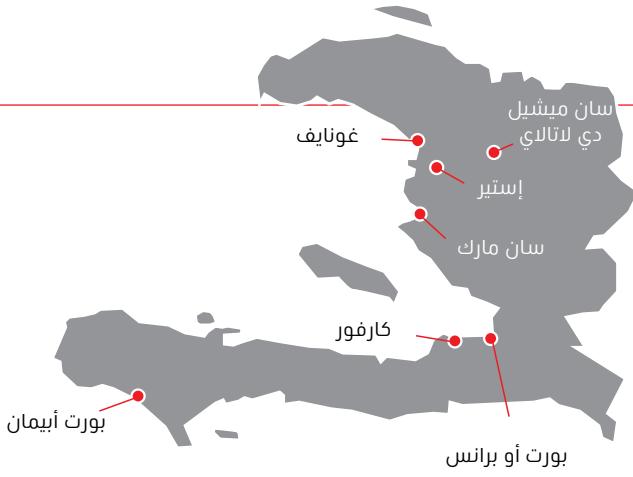 سان ميشيل
دي لاتالاي
غونايف
إستير
سان مارك
كارفور
بورت أبيمان
بورت أو برانس